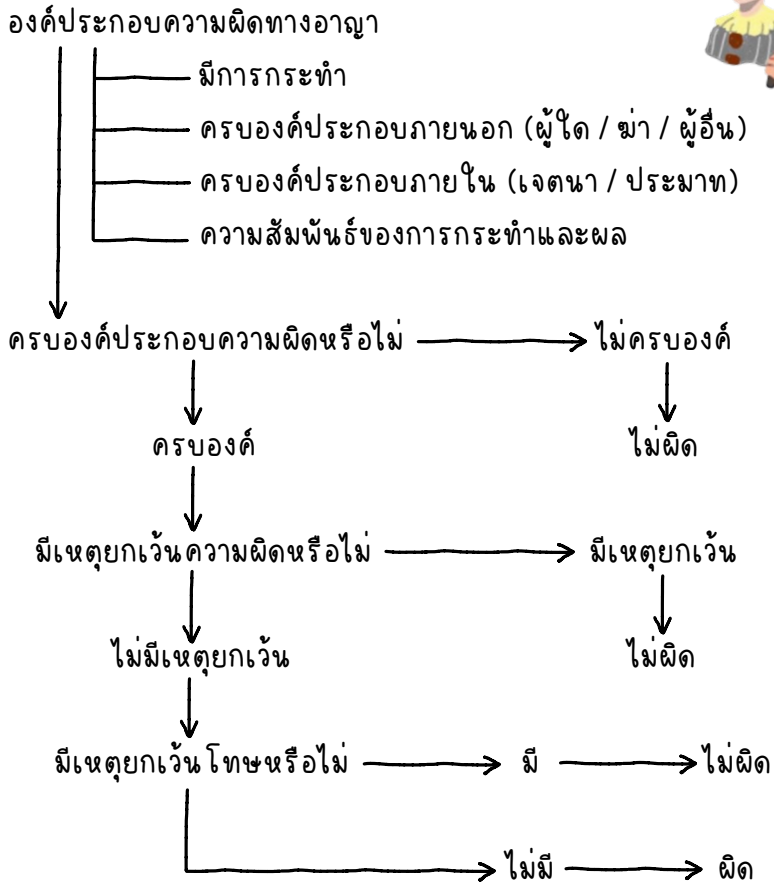 องค์ประกอบความผิดทางอาญา
มีการกระทำ
ครบองค์ประกอบภายนอก (ผู้ใด / ฆ่า / ผู้อื่น)
ครบองค์ประกอบภายใน (เจตนา / ประมาท)
ความสัมพันธ์ของการกระทำและผล
ครบองค์ประกอบความผิดหรือไม่ ไม่ครบองค์
ครบองค์ ไม่ผิด
มีเหตุยกเว้นความผิดหรือไม่ มีเหตุยกเว้น
ไม่มีเหตุยกเว้น ไม่ผิด
มีเหตุยกเว้นโทษหรือไม่ มี ไม่ผิด
ไม่มี ผิด